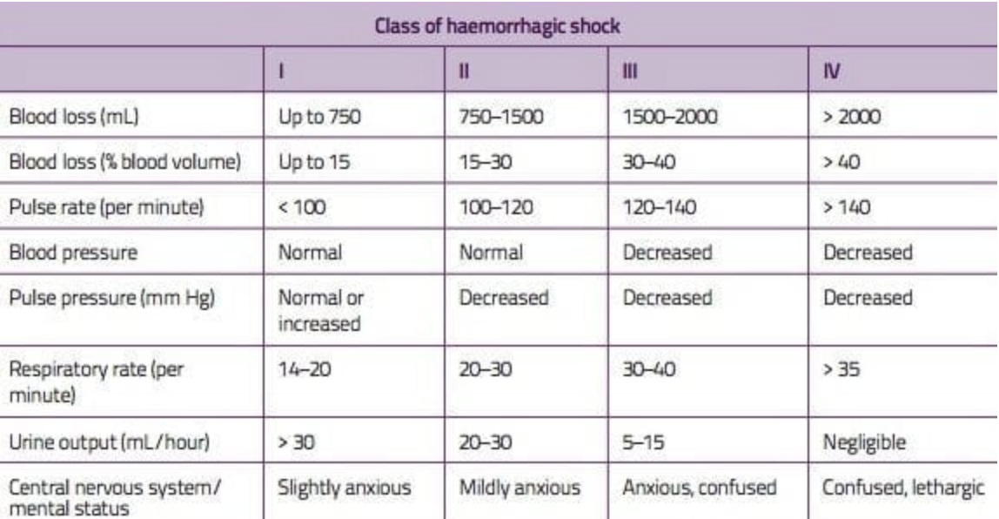 Class of haemorrhagic shock
I II III IV
Blood loss (mL) Up to 750 750–1500 1500–2000 > 2000
Blood loss (% blood volume) Up to 15 15–30 30–40 > 40
Pulse rate (per minute) < 100 100–120 120–140 > 140
Blood pressure Normal Normal Decreased Decreased
Pulse pressure (mm Hg) Normal or Decreased Decreased Decreased
increased
Respiratory rate (per 14–20 20–30 30–40 > 35
minute)
Urine output (mL/hour) > 30 20–30 5–15 Negligible
Central nervous system/ Slightly anxious Mildly anxious Anxious, confused Confused, lethargic
mental status